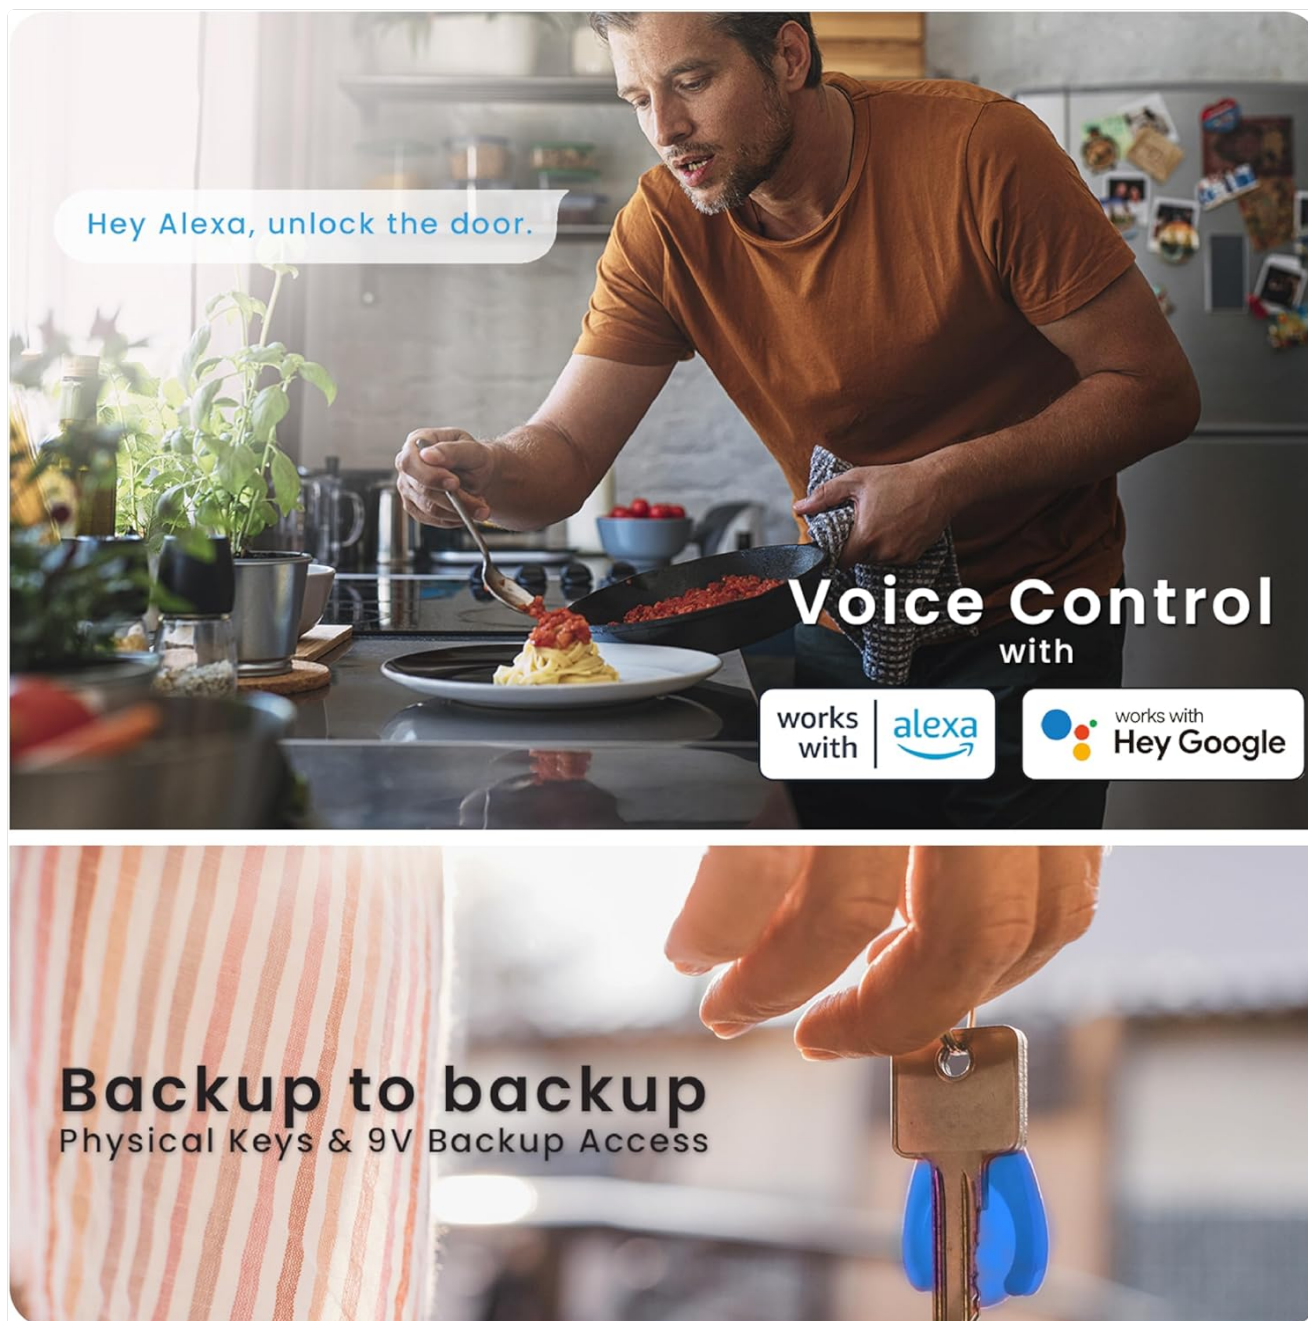 Hey Alexa, unlock the door.
Voice Control
with
works
with
alexa
works with
Hey Google
Backup to backup
Physical Keys & 9V Backup Access